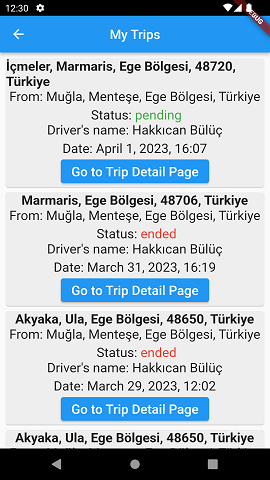 12:30
DEBUG
My Trips
İçmeler, Marmaris, Ege Bölgesi, 48720,
Türkiye
From: Muğla, Menteşe, Ege Bölgesi, Türkiye
Status: pending
Driver's name: Hakkıcan Bülüç
Date: April 1, 2023, 16:07
Go to Trip Detail Page
Marmaris, Ege Bölgesi, 48706, Türkiye
From: Muğla, Menteşe, Ege Bölgesi, Türkiye
Status: ended
Driver's name: Hakkıcan Bülüç
Date: March 31, 2023, 16:19
Go to Trip Detail Page
Akyaka, Ula, Ege Bölgesi, 48650, Türkiye
From: Muğla, Menteşe, Ege Bölgesi, Türkiye
Status: ended
Driver's name: Hakkıcan Bülüç
Date: March 29, 2023, 12:02
Go to Trip Detail Page
Akyaka, Ula, Ege Bölgesi, 48650, Türkiye